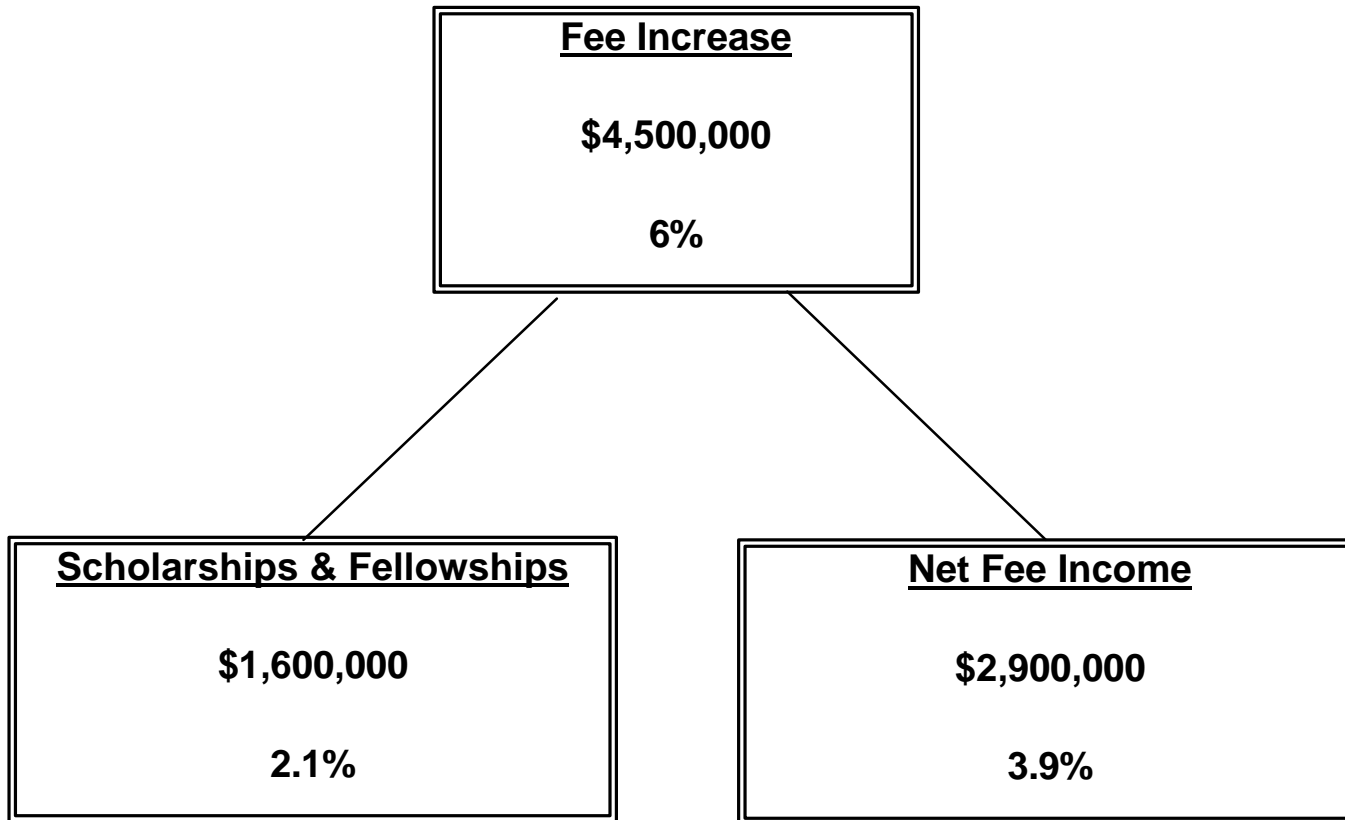 Fee Increase
$4,500,000
6%
Scholarships & Fellowships
$1,600,000
2.1%
Net Fee Income
$2,900,000
3.9%